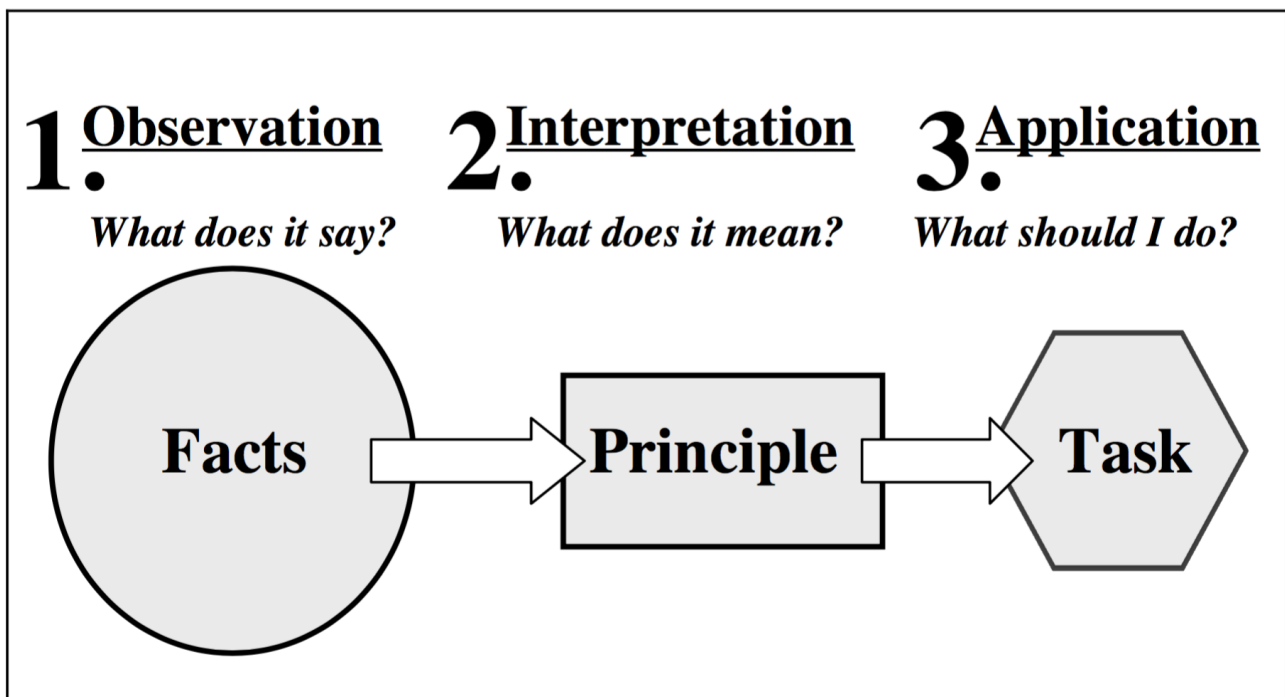 1. Observation
What does it say?
2. Interpretation
What does it mean?
3. Application
What should I do?
Facts
Principle
Task